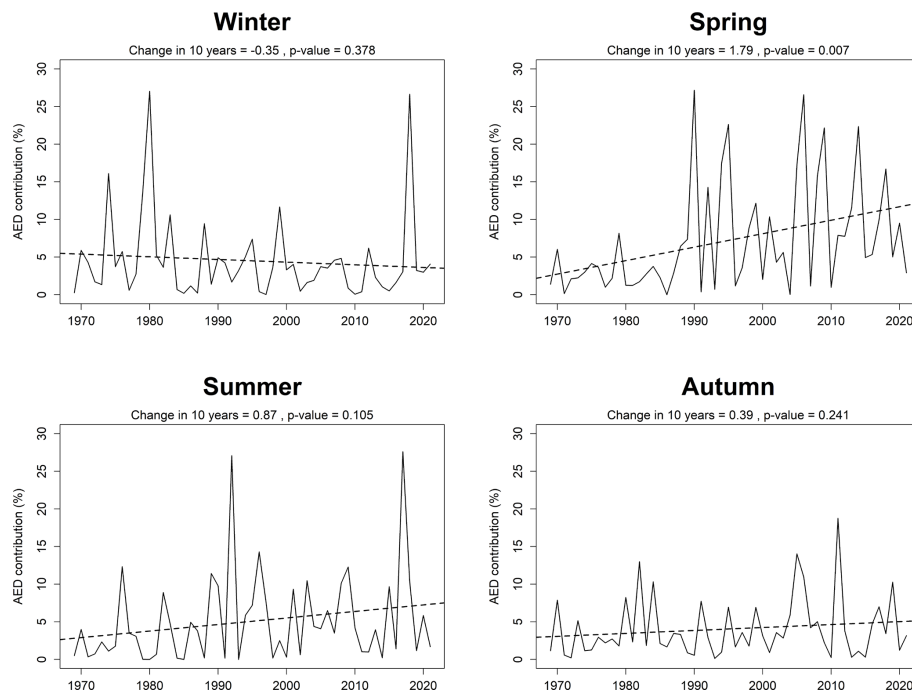 Winter
Change in 10 years = -0.35 , p-value = 0.378
AED contribution (%)
30
25
20
15
10
5
0
1970 1980 1990 2000 2010 2020
Spring
Change in 10 years = 1.79 , p-value = 0.007
AED contribution (%)
30
25
20
15
10
5
0
1970 1980 1990 2000 2010 2020
Summer
Change in 10 years = 0.87 , p-value = 0.105
AED contribution (%)
30
25
20
15
10
5
0
1970 1980 1990 2000 2010 2020
Autumn
Change in 10 years = 0.39 , p-value = 0.241
AED contribution (%)
30
25
20
15
10
5
0
1970 1980 1990 2000 2010 2020